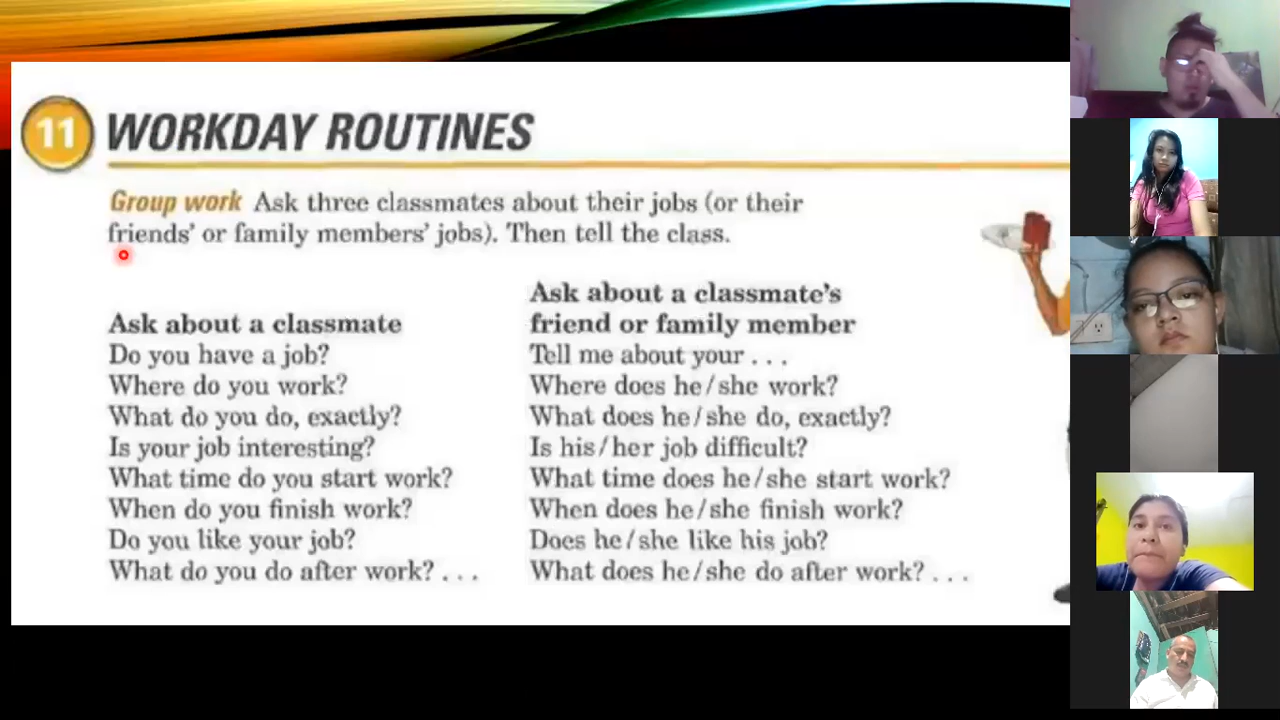 11 WORKDAY ROUTINES
Group work Ask three classmates about their jobs (or their
friends' or family members' jobs). Then tell the class.
Ask about a classmate
Do you have a job?
Where do you work?
What do you do, exactly?
Is your job interesting?
What time do you start work?
When do you finish work?
Do you like your job?
What do you do after work? . . .
Ask about a classmate's
friend or family member
Tell me about your . . .
Where does he/she work?
What does he/she do, exactly?
Is his/her job difficult?
What time does he/she start work?
When does he/she finish work?
Does he/she like his job?
What does he/she do after work? . . .